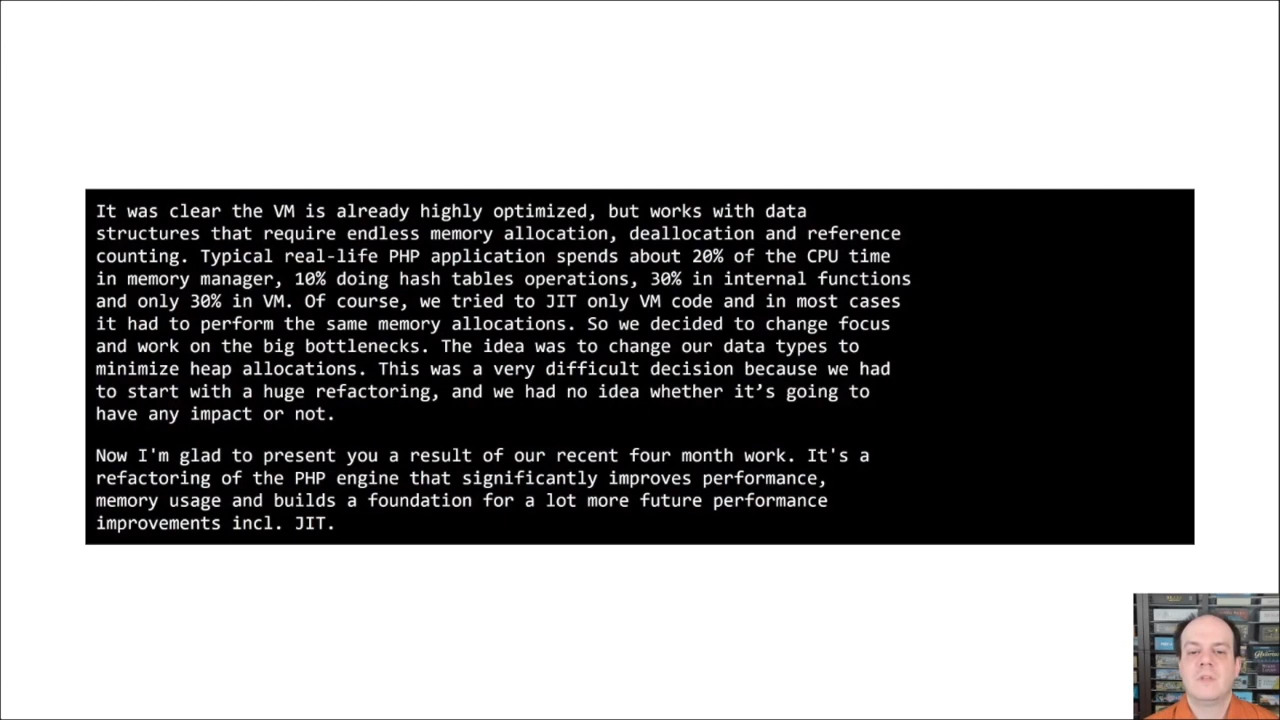 It was clear the VM is already highly optimized, but works with data
structures that require endless memory allocation, deallocation and reference
counting. Typical real-life PHP application spends about 20% of the CPU time
in memory manager, 10% doing hash tables operations, 30% in internal functions
and only 30% in VM. Of course, we tried to JIT only VM code and in most cases
it had to perform the same memory allocations. So we decided to change focus
and work on the big bottlenecks. The idea was to change our data types to
minimize heap allocations. This was a very difficult decision because we had
to start with a huge refactoring, and we had no idea whether it’s going to
have any impact or not.
Now I'm glad to present you a result of our recent four month work. It's a
refactoring of the PHP engine that significantly improves performance,
memory usage and builds a foundation for a lot more future performance
improvements incl. JIT.